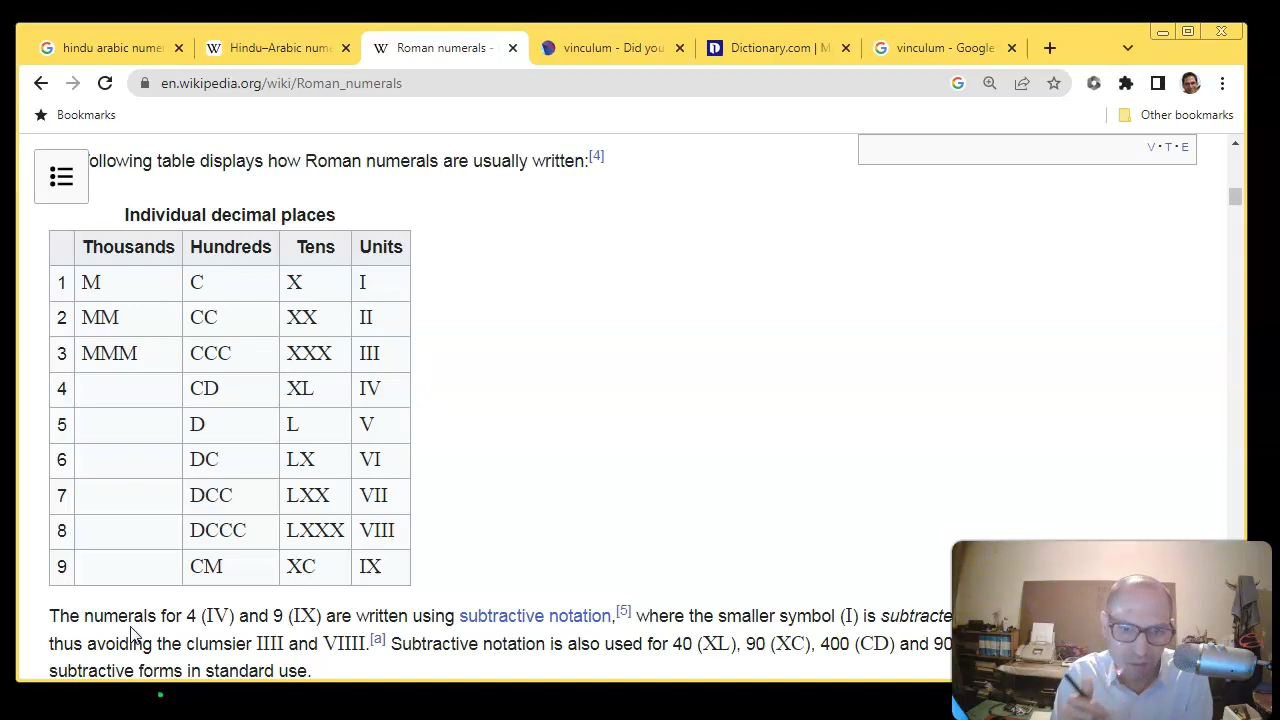 hindu arabic nume
Hindu–Arabic num
Roman numerals -
vinculum - Did you
Dictionary.com | M
vinculum - Google
en.wikipedia.org/wiki/Roman_numerals
Bookmarks
Other bookmarks
following table displays how Roman numerals are usually written:[4]
V · T · E
Individual decimal places
Thousands Hundreds Tens Units
1 M C X I
2 MM CC XX II
3 MMM CCC XXX III
4 CD XL IV
5 D L V
6 DC LX VI
7 DCC LXX VII
8 DCCC LXXX VIII
9 CM XC IX
The numerals for 4 (IV) and 9 (IX) are written using subtractive notation,[5] where the smaller symbol (I) is subtracte
thus avoiding the clumsier IIII and VIIII.[a] Subtractive notation is also used for 40 (XL), 90 (XC), 400 (CD) and 90
subtractive forms in standard use.